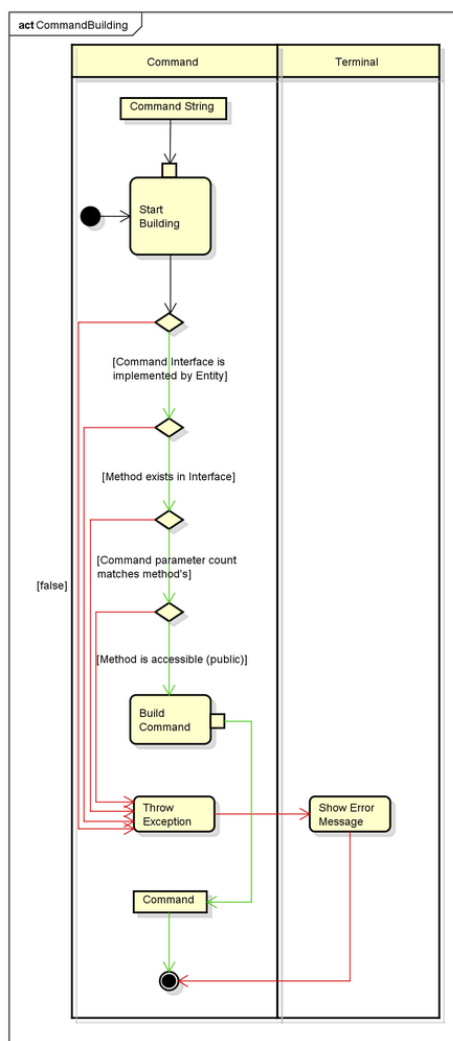 act CommandBuilding
Command
Terminal
Command String
Start
Building
[Command Interface is
implemented by Entity]
[Method exists in Interface]
[Command parameter count
matches method's]
[false]
[Method is accessible (public)]
Build
Command
Throw
Exception
Show Error
Message
Command